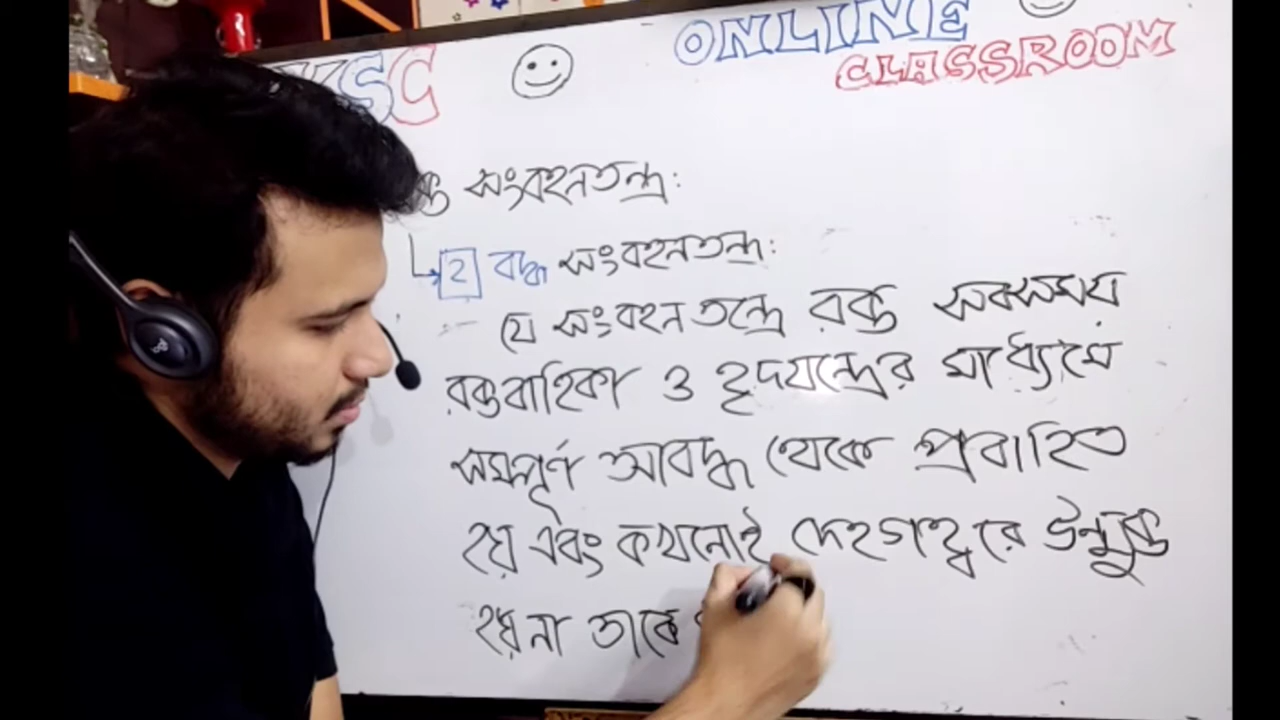 SC
ONLINE
CLASSROOM
সংবহনতন্ত্র:
2 বদ্ধ সংবহনতন্ত্র:
যে সংবহনতন্ত্রে রক্ত সবসময়
রক্তবাহিকা ও হৃদযন্ত্রের মাধ্যমে
সম্পূর্ণ আবদ্ধ থেকে প্রবাহিত
হয় এবং কখনোই দেহগহ্বরে উন্মুক্ত
হয়না তাকে